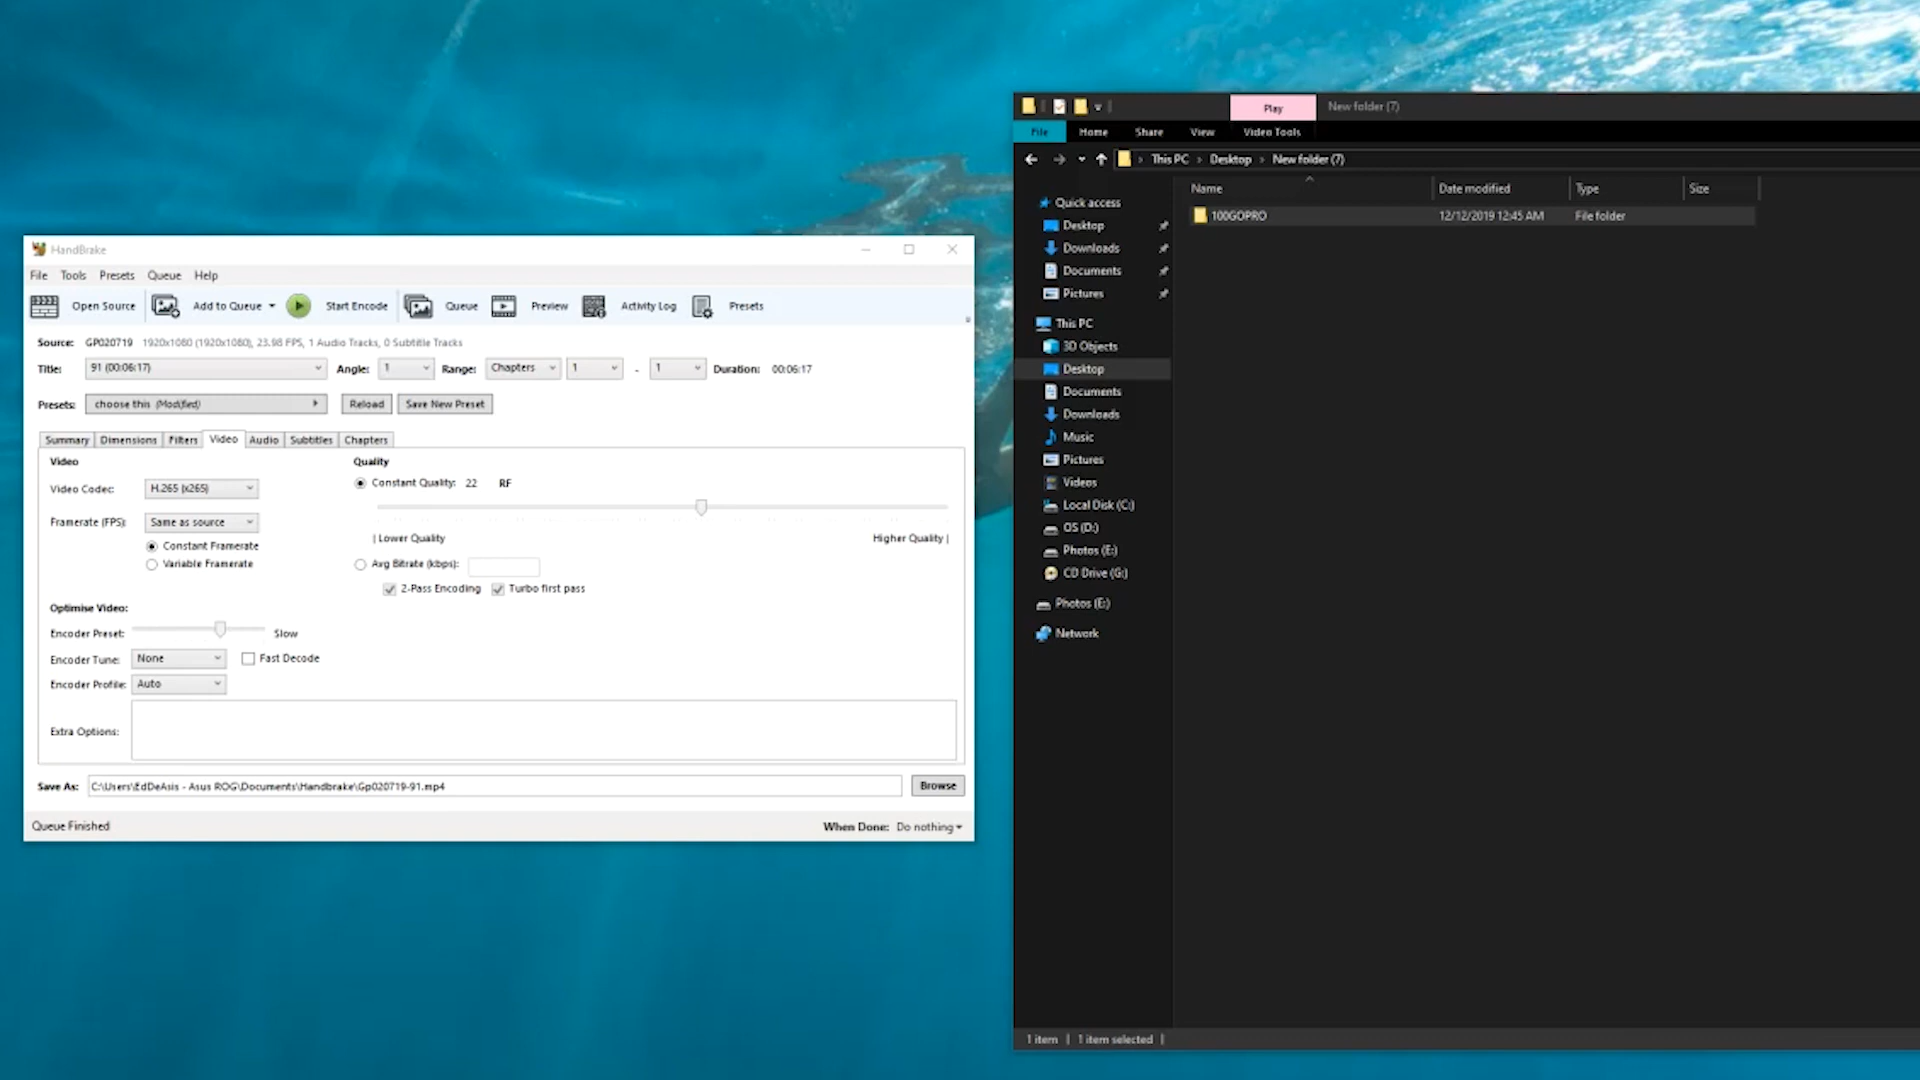 HandBrake
File Tools Presets Queue Help
Open Source Add to Queue Start Encode Queue Preview Activity Log Presets
Source: GP020719 1920x1080 (1920x1080), 23.98 FPS, 1 Audio Tracks, 0 Subtitle Tracks
Title: 91 (00:06:17) Angle: 1 Range: Chapters 1 - 1 Duration: 00:06:17
Presets: choose this (Modified) Reload Save New Preset
Summary Dimensions Filters Video Audio Subtitles Chapters
Video Quality
Video Codec: H.265 (x265) Constant Quality: 22 RF
Framerate (FPS): Same as source
Constant Framerate | Lower Quality Higher Quality |
Variable Framerate Avg Bitrate (kbps):
2-Pass Encoding Turbo first pass
Optimise Video:
Encoder Preset: Slow
Encoder Tune: None Fast Decode
Encoder Profile: Auto
Extra Options:
Save As: C:\Users\EdDeAsis - Asus ROG\Documents\Handbrake\Gp020719-91.mp4 Browse
Queue Finished When Done: Do nothing
Play New folder (7)
File Home Share View Video Tools
This PC > Desktop > New folder (7)
Name Date modified Type Size
100GOPRO 12/12/2019 12:45 AM File folder
Quick access
Desktop
Downloads
Documents
Pictures
This PC
3D Objects
Desktop
Documents
Downloads
Music
Pictures
Videos
Local Disk (C:)
OS (D:)
Photos (E:)
CD Drive (G:)
Photos (E:)
Network
1 item | 1 item selected |